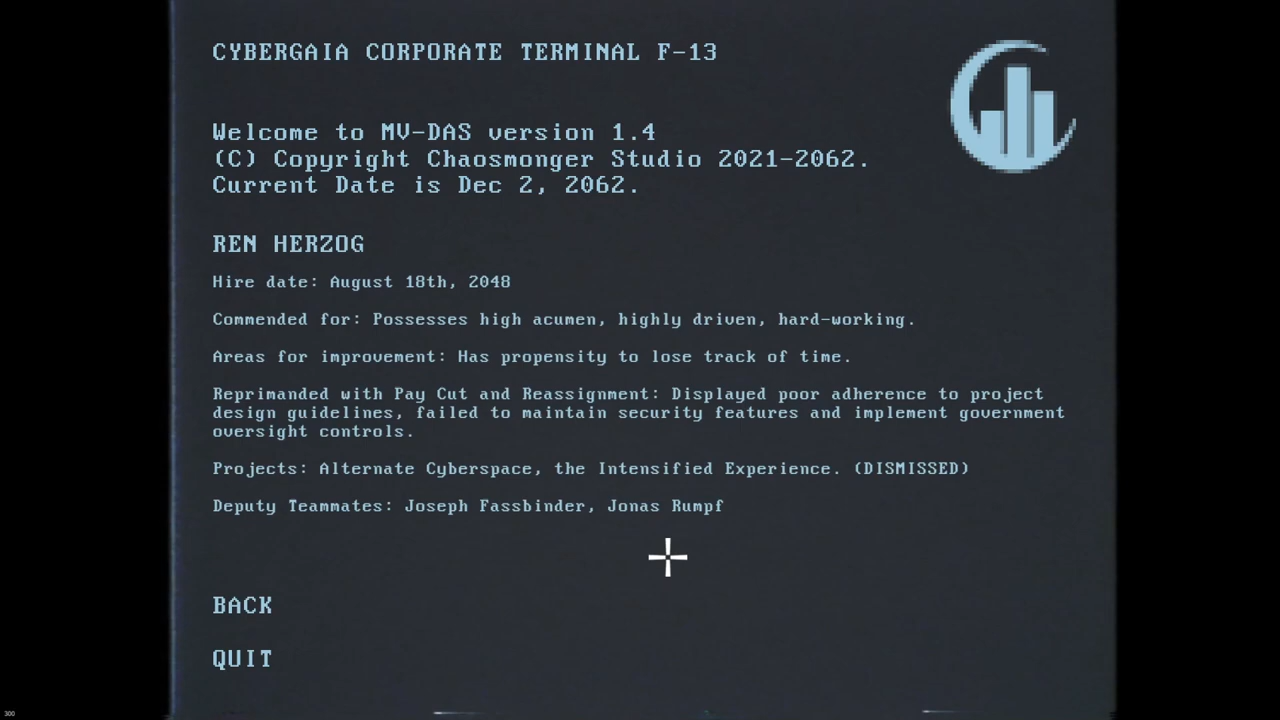 CYBERGAIA CORPORATE TERMINAL F-13
Welcome to MV-DAS version 1.4
(C) Copyright Chaosmonger Studio 2021-2062.
Current Date is Dec 2, 2062.
REN HERZOG
Hire date: August 18th, 2048
Commended for: Possesses high acumen, highly driven, hard-working.
Areas for improvement: Has propensity to lose track of time.
Reprimanded with Pay Cut and Reassignment: Displayed poor adherence to project
design guidelines, failed to maintain security features and implement government
oversight controls.
Projects: Alternate Cyberspace, the Intensified Experience. (DISMISSED)
Deputy Teammates: Joseph Fassbinder, Jonas Rumpf
BACK
QUIT
300